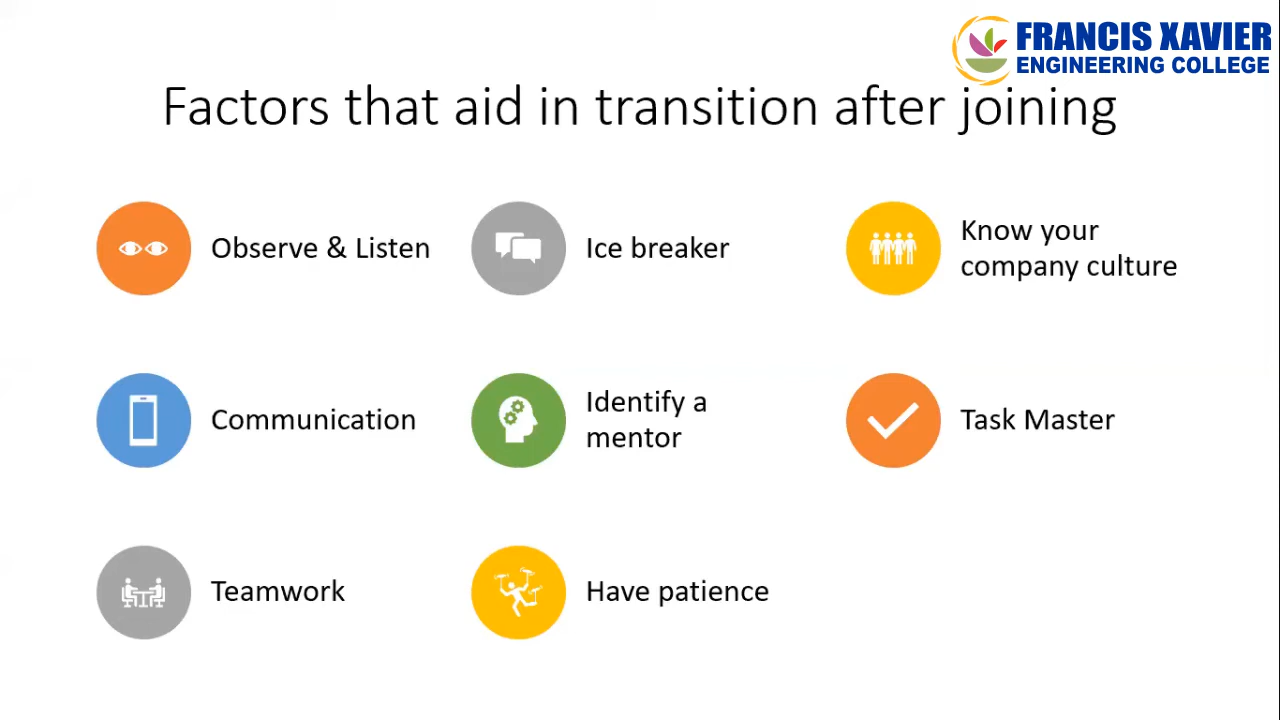 FRANCIS XAVIER
ENGINEERING COLLEGE
Factors that aid in transition after joining
Observe & Listen
Ice breaker
Know your
company culture
Communication
Identify a
mentor
Task Master
Teamwork
Have patience